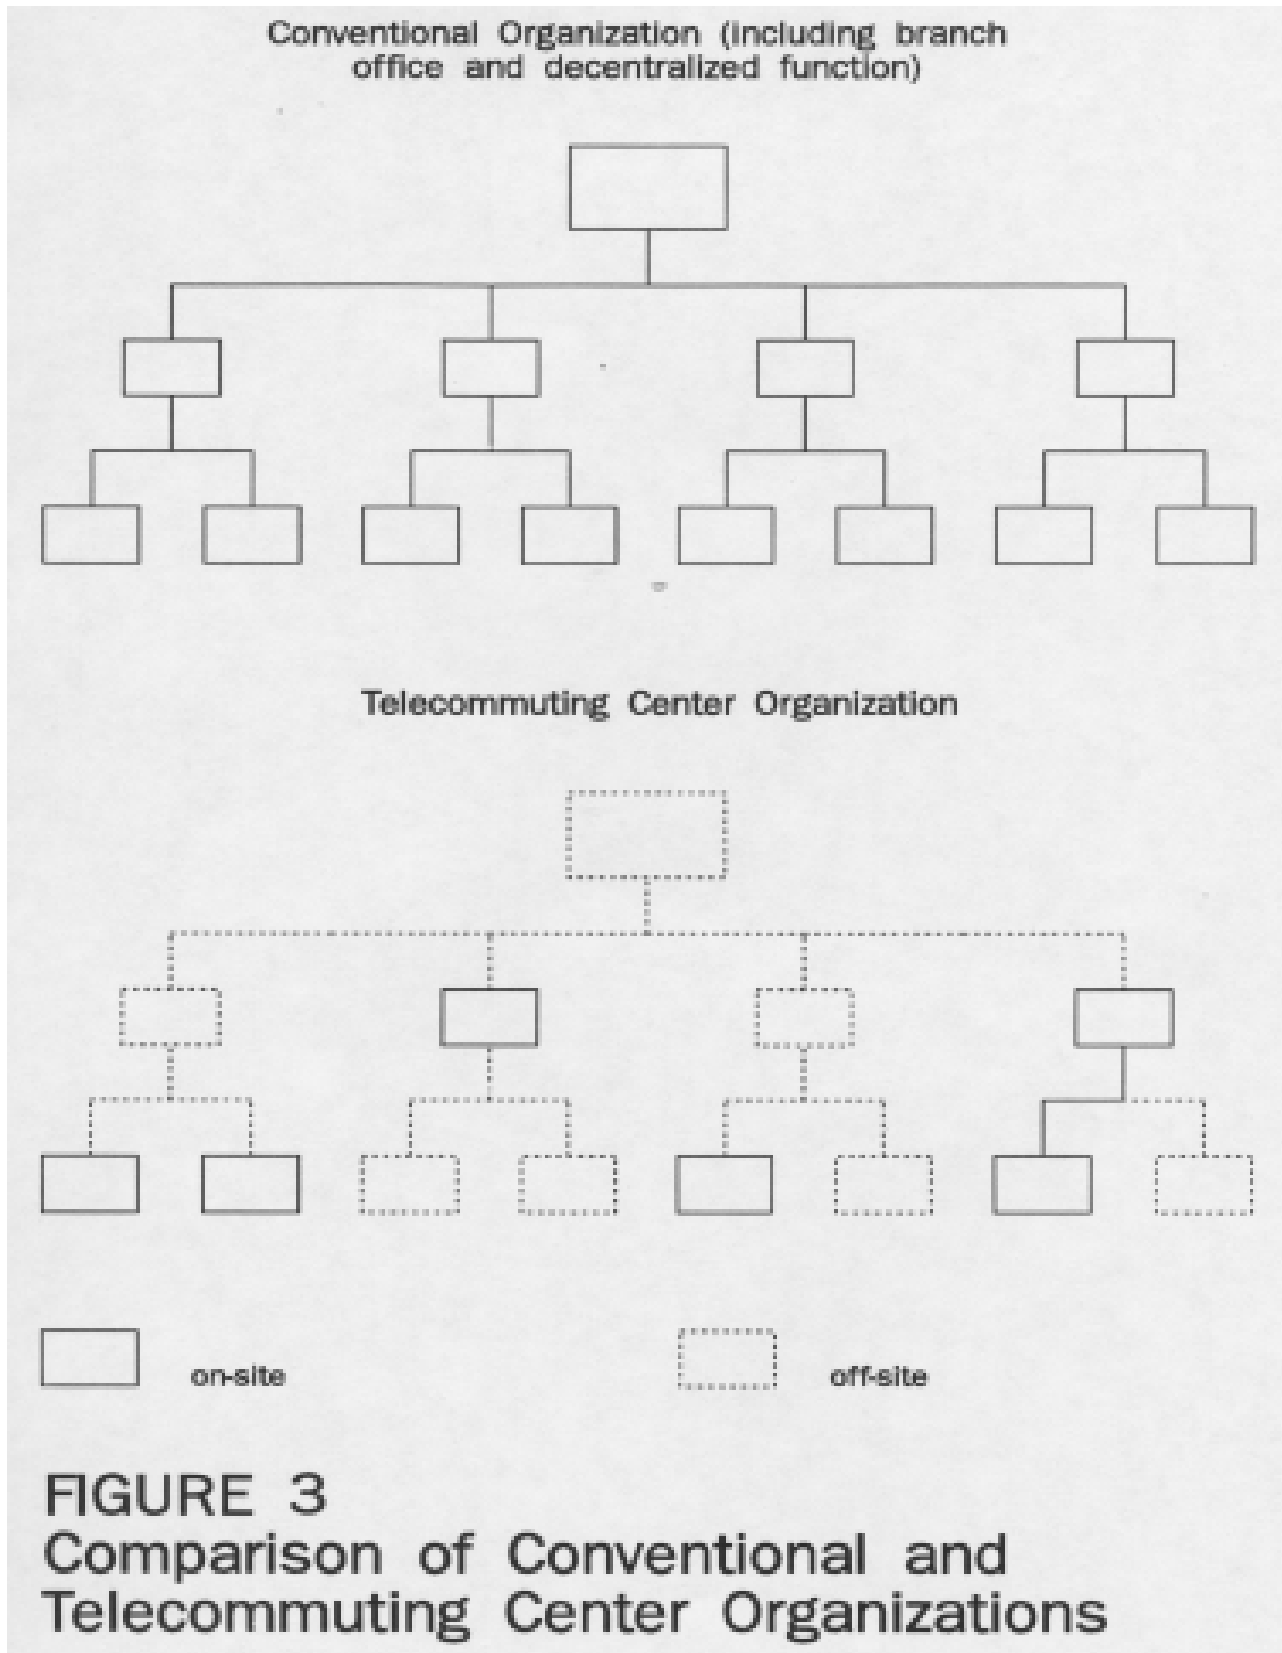 Conventional Organization (including branch
office and decentralized function)
Telecommuting Center Organization
on-site
off-site
FIGURE 3
Comparison of Conventional and
Telecommuting Center Organizations